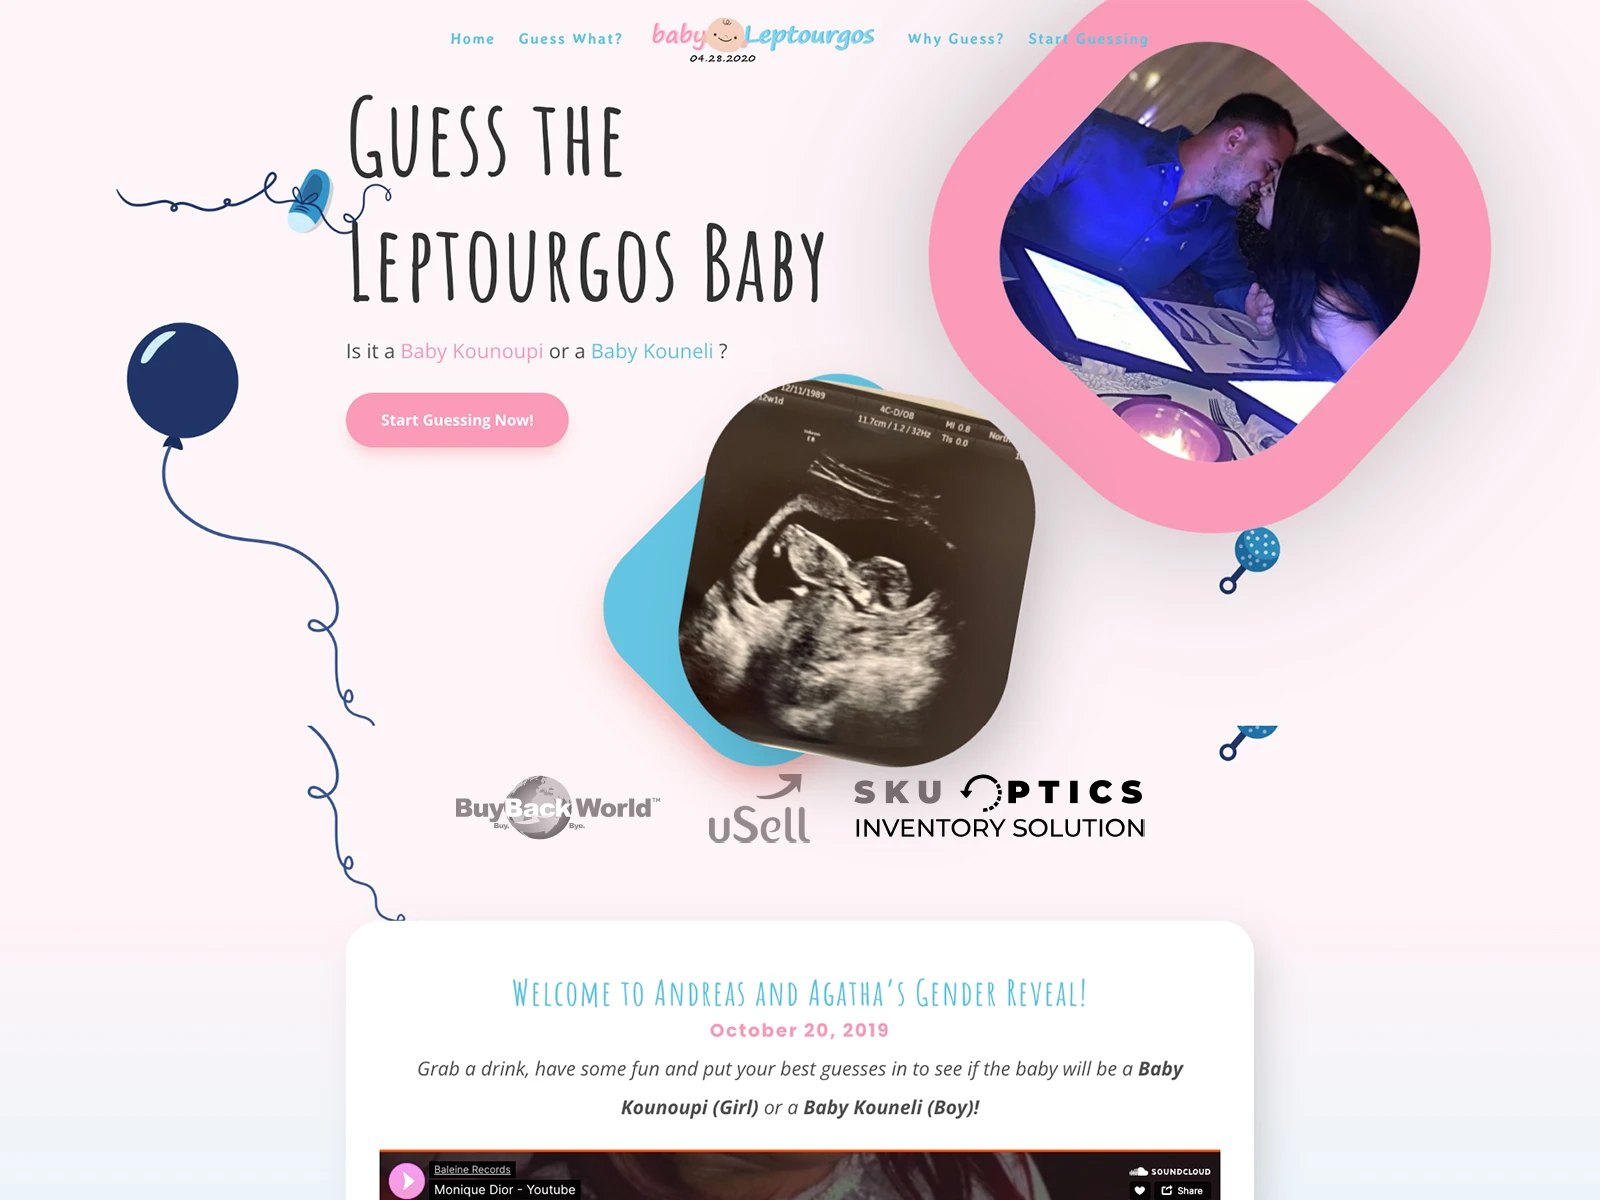 Home
Guess What?
baby Leptourgos
04.28.2020
Why Guess?
Start Guessing
Guess the
Leptourgos Baby
Is it a Baby Kounoupi or a Baby Kouneli ?
Start Guessing Now!
12/11/1989
12w1d
4C-D/OB
11.7cm / 1.2 / 32Hz
MI 0.8
TIs 0.0
North
BuyBackWorld™
Buy. Bye.
uSell
SKU OPTICS
INVENTORY SOLUTION
Welcome to Andreas and Agatha's Gender Reveal!
October 20, 2019
Grab a drink, have some fun and put your best guesses in to see if the baby will be a Baby
Kounoupi (Girl) or a Baby Kouneli (Boy)!
Baleine Records
Monique Dior - Youtube
SOUNDCLOUD
Share